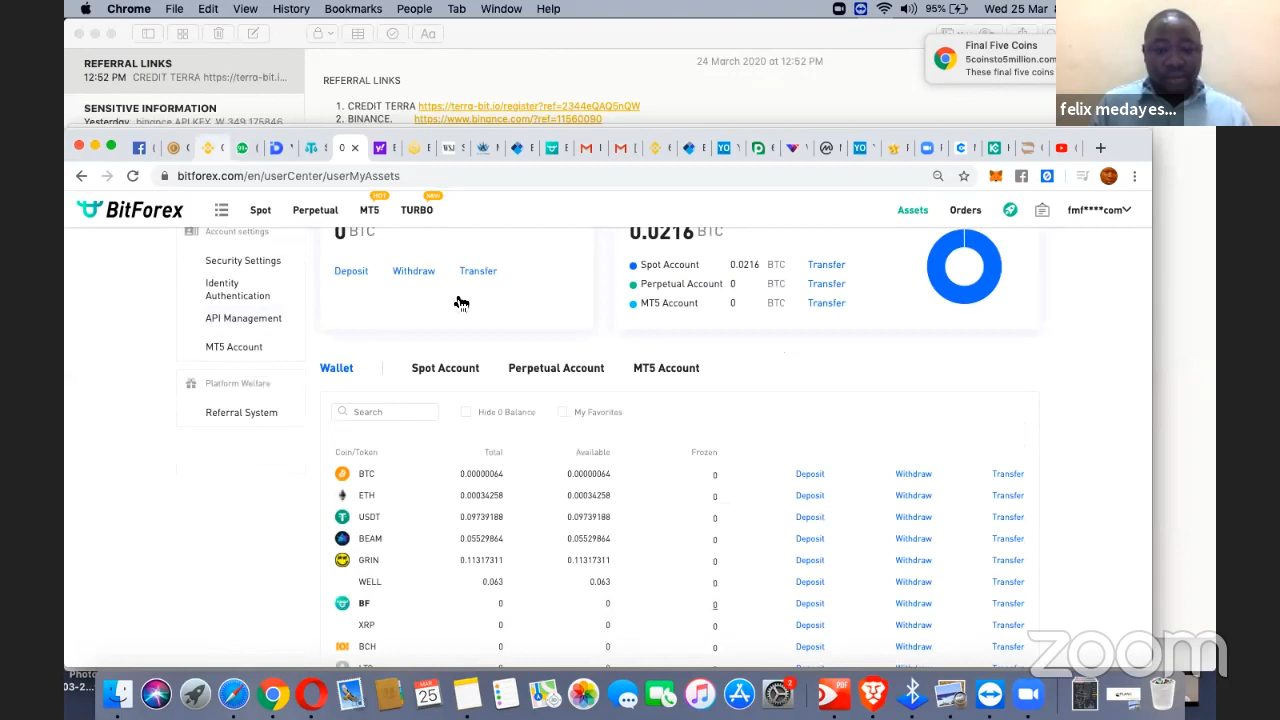 Chrome File Edit View History Bookmarks People Tab Window Help 95% Wed 25 Mar
REFERRAL LINKS
12:52 PM CREDIT TERRA https://terra-bit.i...
SENSITIVE INFORMATION
24 March 2020 at 12:52 PM
REFERRAL LINKS
1. CREDIT TERRA https://terra-bit.io/register?ref=2344eQAQ5nQW
2. BINANCE. https://www.binance.com/?ref=11560090
Final Five Coins
5coinsto5million.com
These final five coins
felix medayes...
bitforex.com/en/userCenter/userMyAssets
BitForex Spot Perpetual MT5 HOT TURBO NEW Assets Orders fmf****com
Account settings
Security Settings
Identity
Authentication
API Management
MT5 Account
Platform Welfare
Referral System
0 BTC
Deposit Withdraw Transfer
0.0216 BTC
Spot Account 0.0216 BTC Transfer
Perpetual Account 0 BTC Transfer
MT5 Account 0 BTC Transfer
Wallet Spot Account Perpetual Account MT5 Account
Search Hide 0 Balance My Favorites
Coin/Token Total Available Frozen
BTC 0.00000064 0.00000064 0 Deposit Withdraw Transfer
ETH 0.00034258 0.00034258 0 Deposit Withdraw Transfer
USDT 0.09739188 0.09739188 0 Deposit Withdraw Transfer
BEAM 0.05529864 0.05529864 0 Deposit Withdraw Transfer
GRIN 0.11317311 0.11317311 0 Deposit Withdraw Transfer
WELL 0.063 0.063 0 Deposit Withdraw Transfer
BF 0 0 0 Deposit Withdraw Transfer
XRP 0 0 0 Deposit Withdraw Transfer
BCH 0 0 0 Deposit Withdraw Transfer
zoom